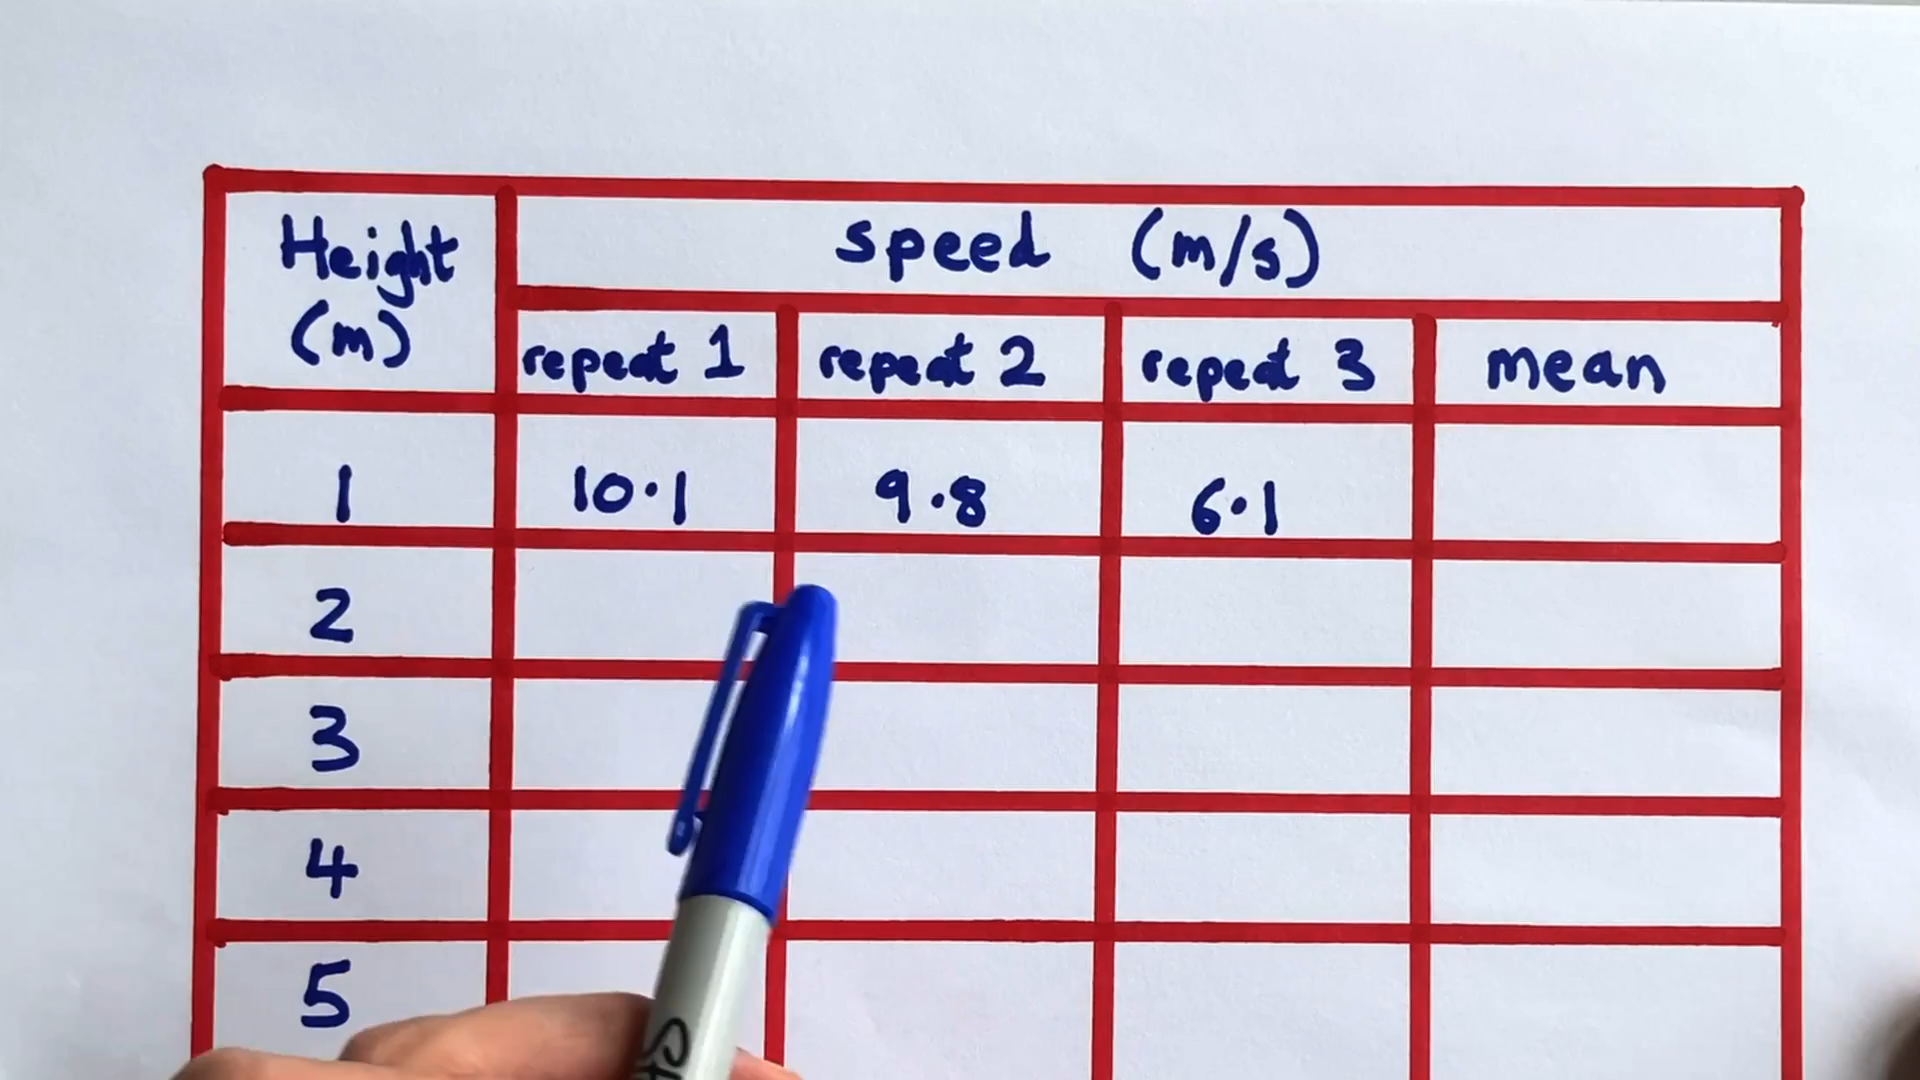 Height
(m)
speed (m/s)
repeat 1 repeat 2 repeat 3 mean
1 10·1 9·8 6·1
2
3
4
5